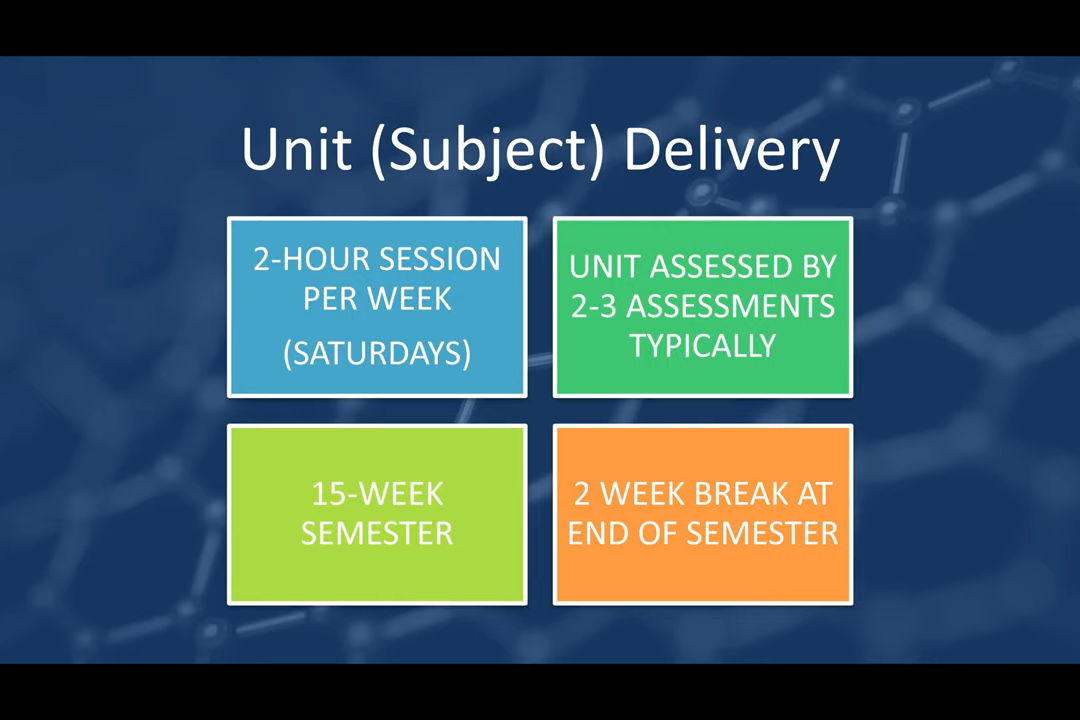 Unit (Subject) Delivery
2-HOUR SESSION
PER WEEK
(SATURDAYS)
UNIT ASSESSED BY
2-3 ASSESSMENTS
TYPICALLY
15-WEEK
SEMESTER
2 WEEK BREAK AT
END OF SEMESTER